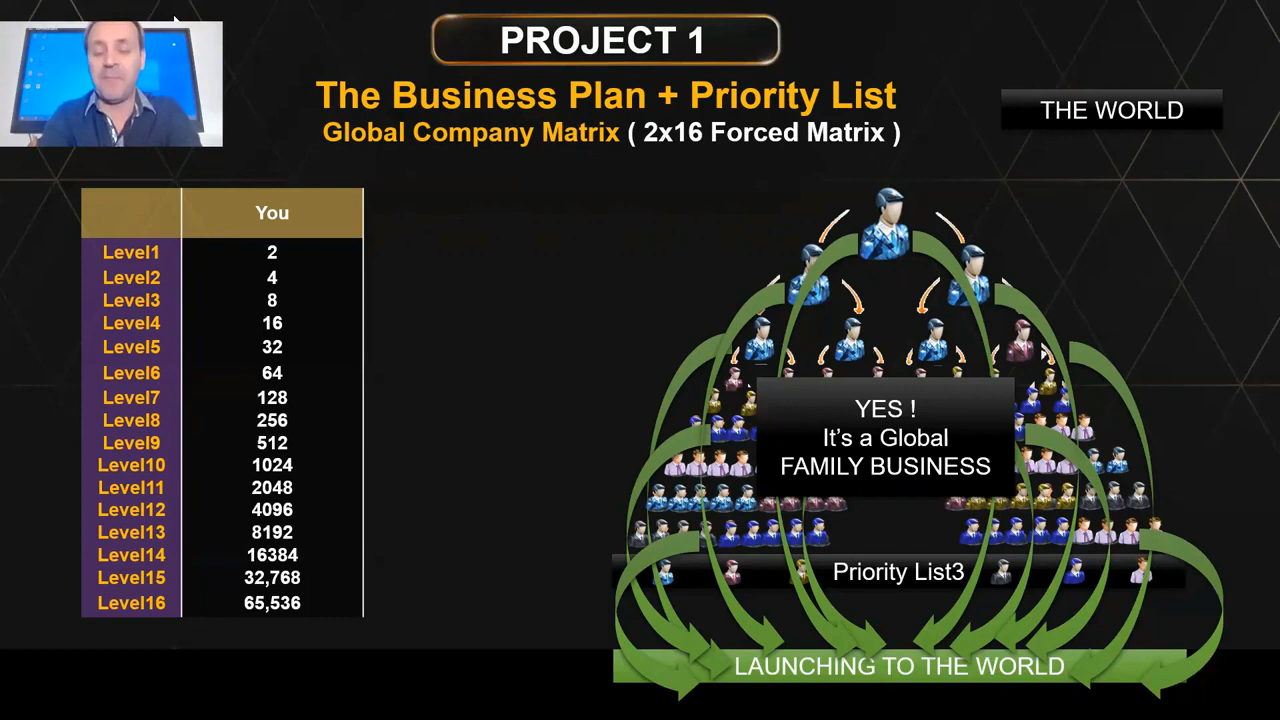 PROJECT 1
The Business Plan + Priority List
Global Company Matrix ( 2x16 Forced Matrix )
THE WORLD
You
Level1 2
Level2 4
Level3 8
Level4 16
Level5 32
Level6 64
Level7 128
Level8 256
Level9 512
Level10 1024
Level11 2048
Level12 4096
Level13 8192
Level14 16384
Level15 32,768
Level16 65,536
YES !
It's a Global
FAMILY BUSINESS
Priority List3
LAUNCHING TO THE WORLD